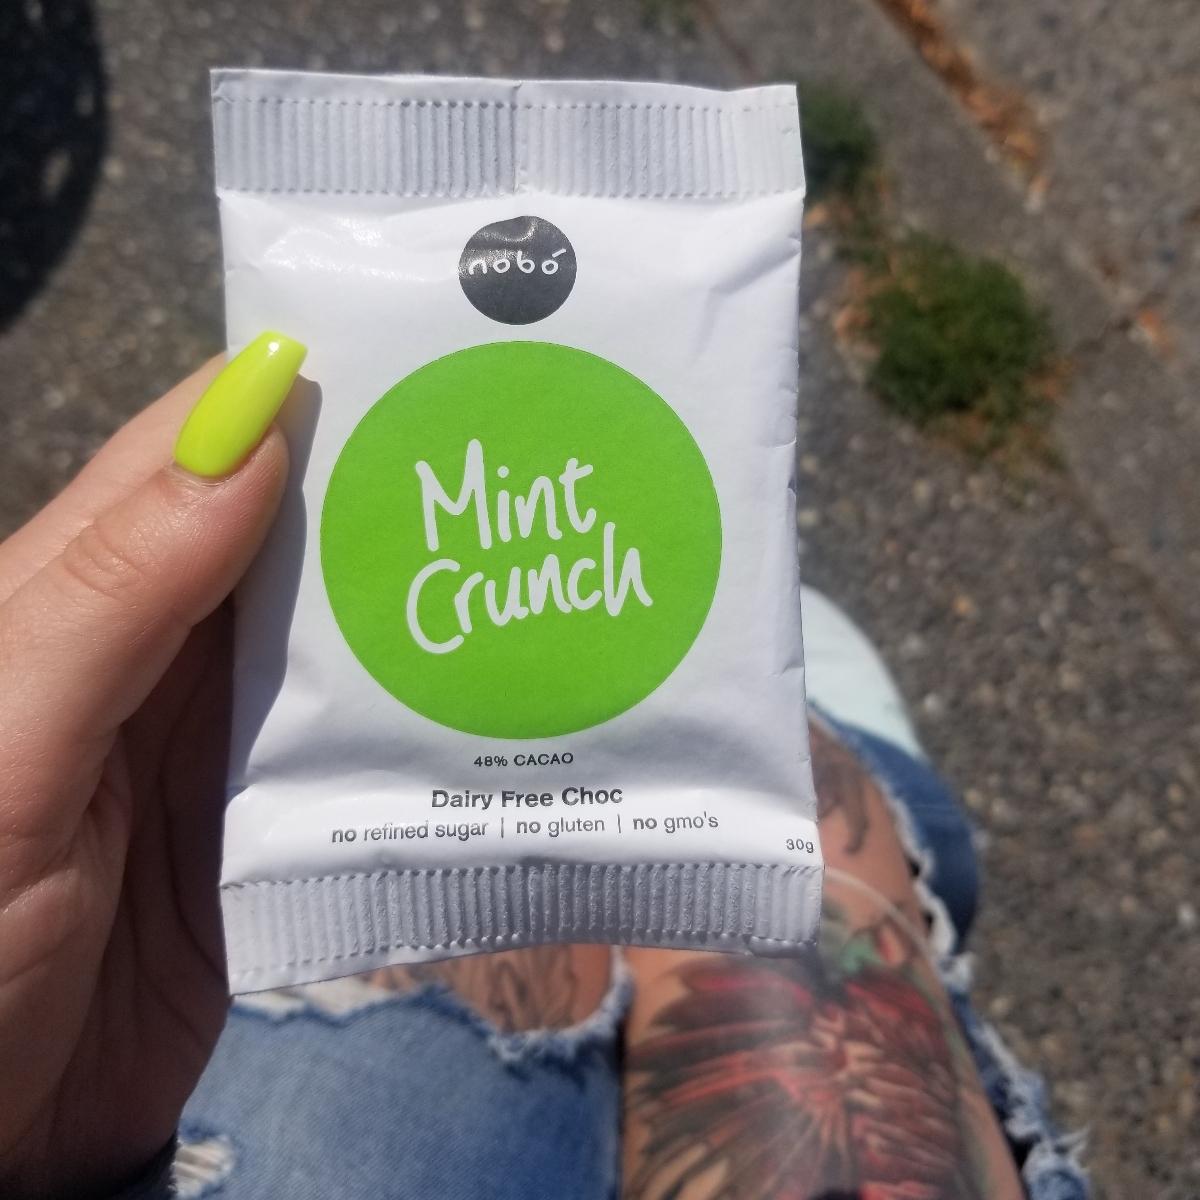 nobó
Mint
Crunch
48% CACAO
Dairy Free Choc
no refined sugar | no gluten | no gmo's
30g